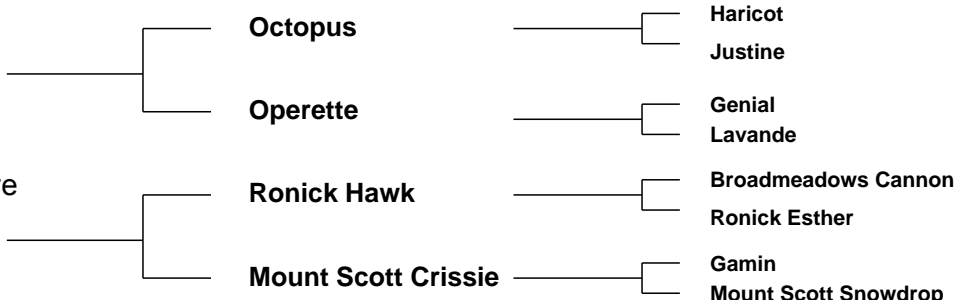 Haricot
Octopus
Justine
Operette
Genial
Lavande
Ronick Hawk
Broadmeadows Cannon
Ronick Esther
Mount Scott Crissie
Gamin
Mount Scott Snowdrop